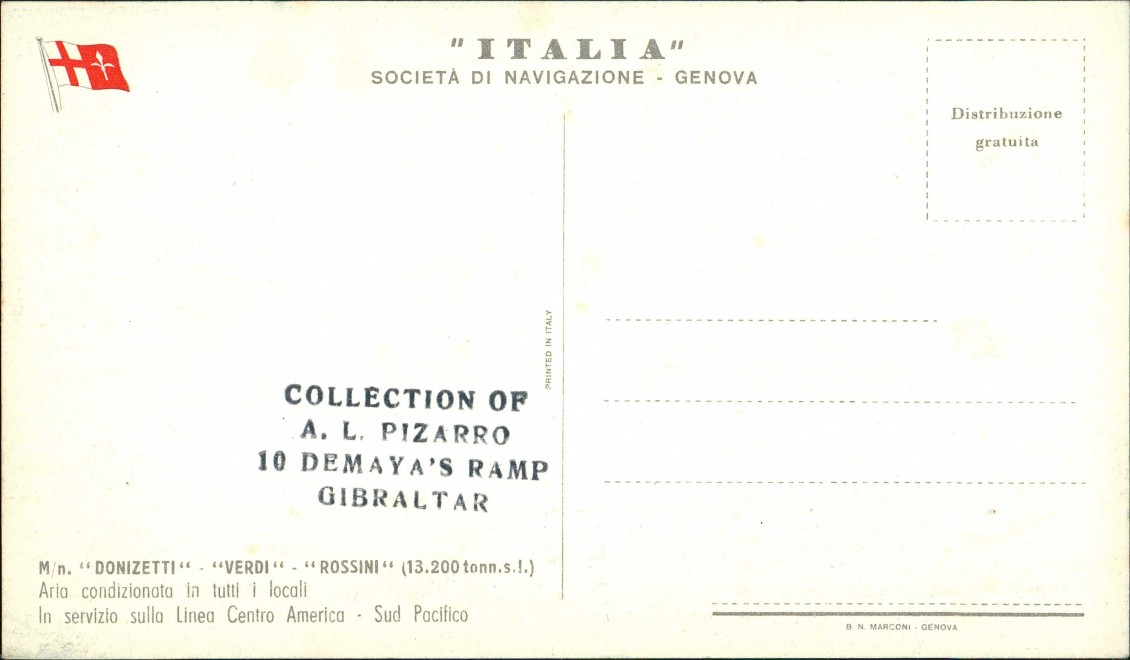 "ITALIA"
SOCIETÀ DI NAVIGAZIONE - GENOVA
Distribuzione
gratuita
PRINTED IN ITALY
COLLECTION OF
A. L. PIZARRO
10 DEMAYA'S RAMP
GIBRALTAR
M/n. “DONIZETTI“ - “VERDI“ - “ROSSINI“ (13.200 tonn.s.l.)
Aria condizionata in tutti i locali
In servizio sulla Linea Centro America - Sud Pacifico
B. N. MARCONI - GENOVA